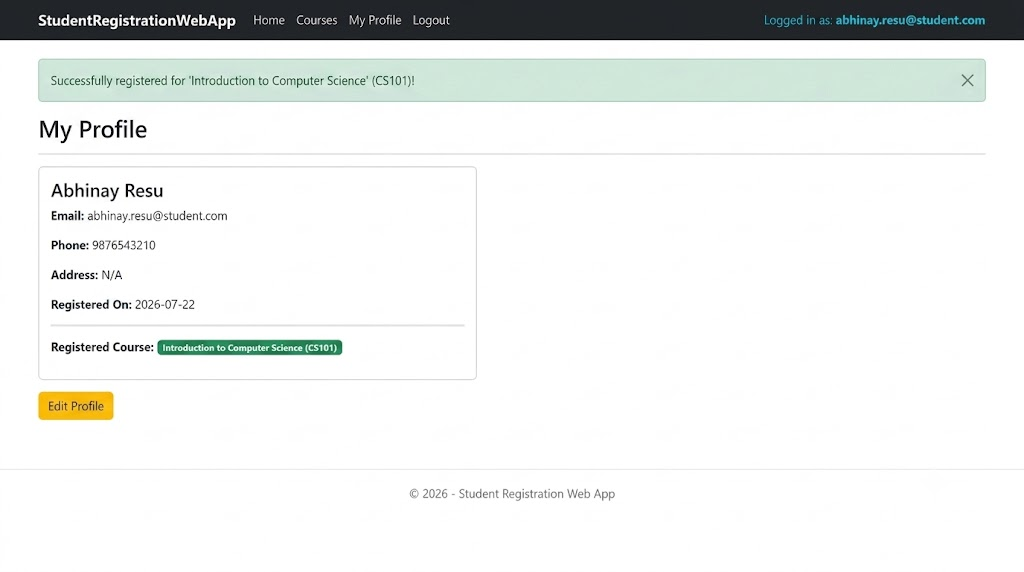 StudentRegistrationWebApp Home Courses My Profile Logout Logged in as: abhinay.resu@student.com
Successfully registered for 'Introduction to Computer Science' (CS101)!
My Profile
Abhinay Resu
Email: abhinay.resu@student.com
Phone: 9876543210
Address: N/A
Registered On: 2026-07-22
Registered Course: Introduction to Computer Science (CS101)
Edit Profile
© 2026 - Student Registration Web App